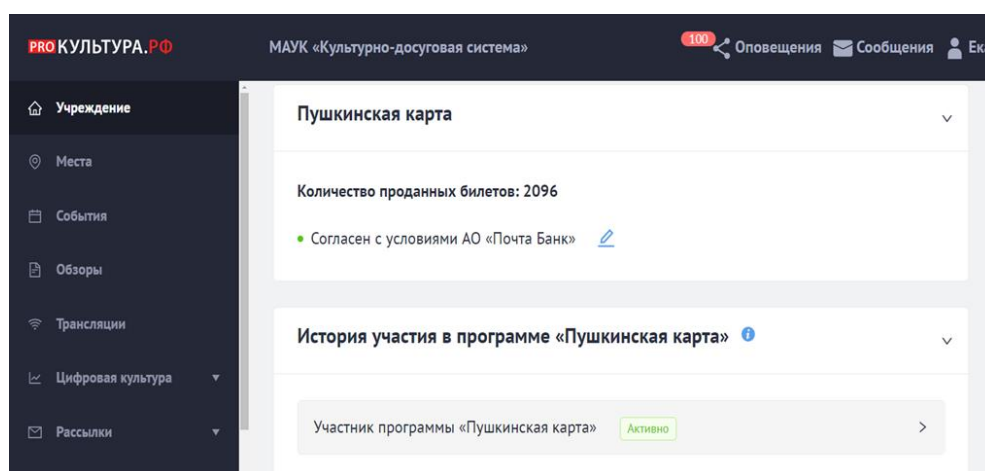 PRO КУЛЬТУРА.РФ
МАУК «Культурно-досуговая система»
100
Оповещения
Сообщения
Ек
Учреждение
Места
События
Обзоры
Трансляции
Цифровая культура
Рассылки
Пушкинская карта
Количество проданных билетов: 2096
Согласен с условиями АО «Почта Банк»
История участия в программе «Пушкинская карта»
Участник программы «Пушкинская карта» Активно